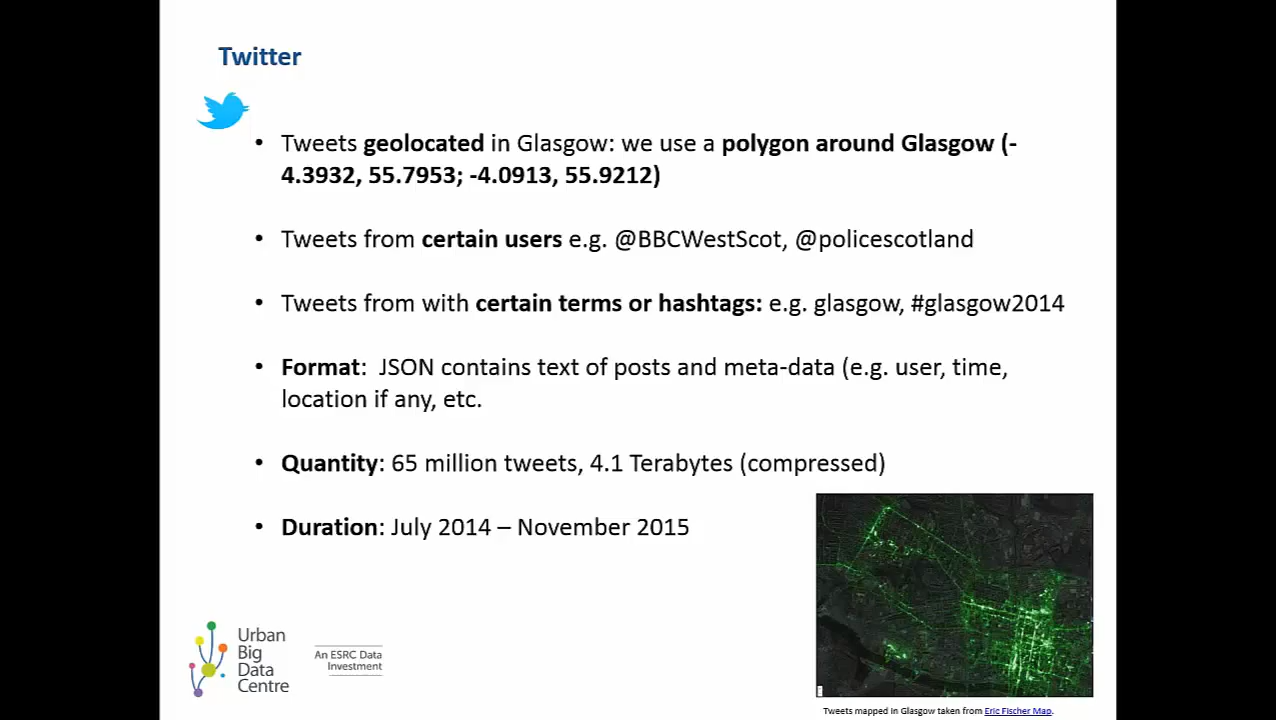 Twitter
• Tweets geolocated in Glasgow: we use a polygon around Glasgow (-
4.3932, 55.7953; -4.0913, 55.9212)
• Tweets from certain users e.g. @BBCWestScot, @policescotland
• Tweets from with certain terms or hashtags: e.g. glasgow, #glasgow2014
• Format:  JSON contains text of posts and meta-data (e.g. user, time,
location if any, etc.
• Quantity: 65 million tweets, 4.1 Terabytes (compressed)
• Duration: July 2014 – November 2015
Urban
Big
Data
Centre
An ESRC Data
Investment
Tweets mapped in Glasgow taken from Eric Fischer Map.